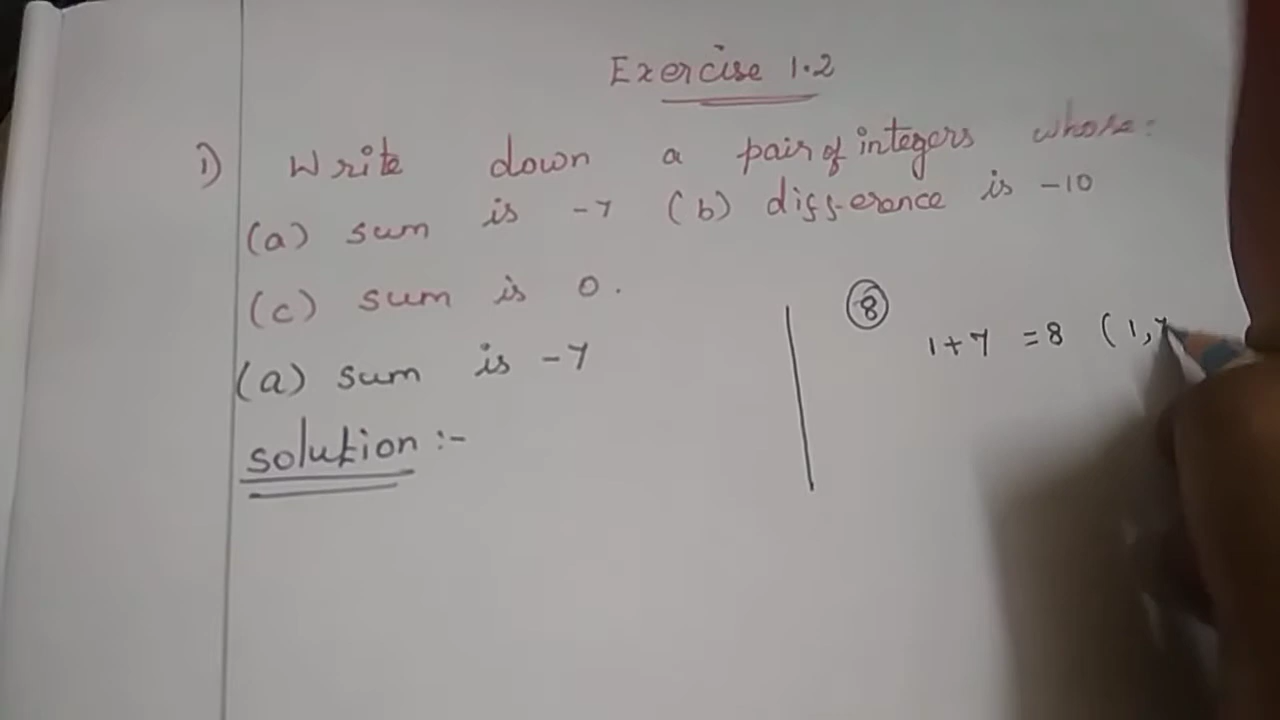 Exercise 1.2
1) Write down a pair of integers whose:
(a) sum is -7 (b) difference is -10
(c) sum is 0.
(a) sum is -7
solution :-
8
1+7 =8 (1,7